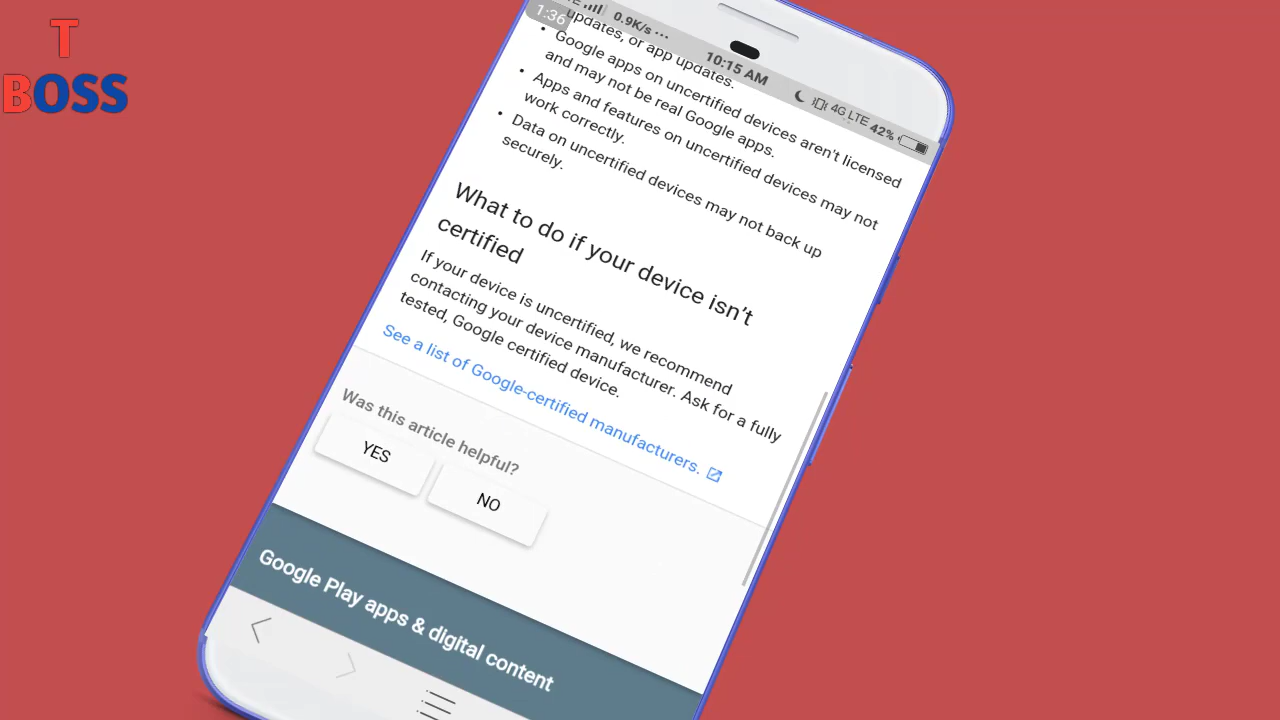 T
BOSS
1:36
0.9K/s ...
10:15 AM
4G LTE 42%
updates, or app updates.
• Google apps on uncertified devices aren't licensed
and may not be real Google apps.
• Apps and features on uncertified devices may not
work correctly.
• Data on uncertified devices may not back up
securely.
What to do if your device isn't
certified
If your device is uncertified, we recommend
contacting your device manufacturer. Ask for a fully
tested, Google certified device.
See a list of Google-certified manufacturers.
Was this article helpful?
YES
NO
Google Play apps & digital content